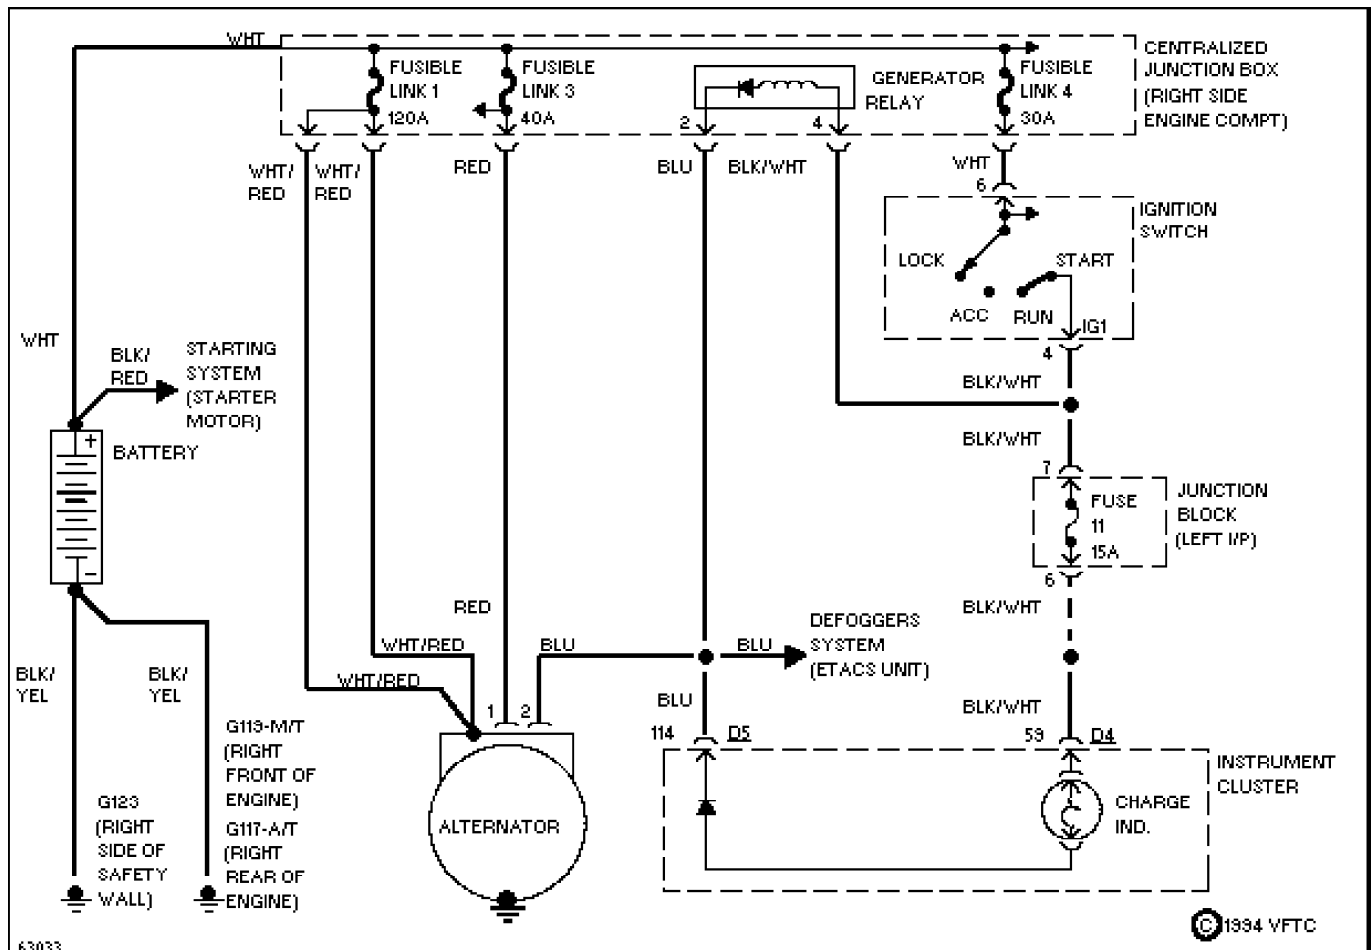 WHT
FUSIBLE
LINK 1
120A
FUSIBLE
LINK 3
40A
GENERATOR
RELAY
2
4
FUSIBLE
LINK 4
30A
CENTRALIZED
JUNCTION BOX
(RIGHT SIDE
ENGINE COMPT)
WHT/
RED
WHT/
RED
RED
BLU
BLK/WHT
WHT
6
IGNITION
SWITCH
LOCK
START
ACC
RUN
IG1
4
WHT
BLK/
RED
STARTING
SYSTEM
(STARTER
MOTOR)
BLK/WHT
BLK/WHT
+
BATTERY
-
7
FUSE
11
15A
JUNCTION
BLOCK
(LEFT I/P)
6
BLK/WHT
RED
WHT/RED
WHT/RED
BLU
BLU
DEFOGGERS
SYSTEM
(ETACS UNIT)
BLK/
YEL
BLK/
YEL
1
2
BLU
BLK/WHT
114
D5
59
D4
G119-M/T
(RIGHT
FRONT OF
ENGINE)
G117-A/T
(RIGHT
REAR OF
ENGINE)
G123
(RIGHT
SIDE OF
SAFETY
WALL)
ALTERNATOR
INSTRUMENT
CLUSTER
CHARGE
IND.
© 1994 VFTC
63033